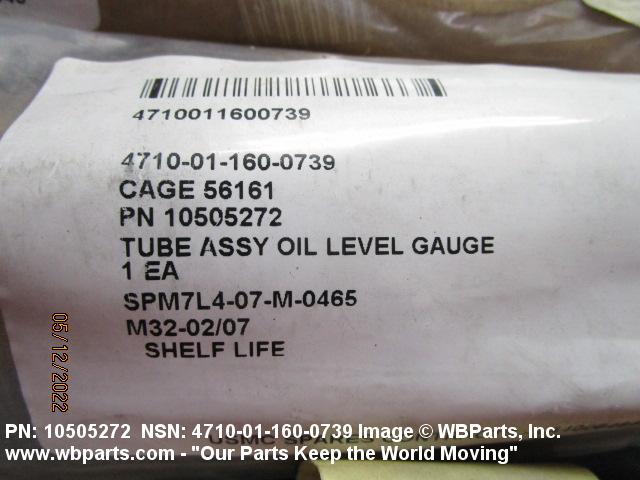 4710011600739
4710-01-160-0739
CAGE 56161
PN 10505272
TUBE ASSY OIL LEVEL GAUGE
1 EA
SPM7L4-07-M-0465
M32-02/07
SHELF LIFE
05/12/2022
PN: 10505272 NSN: 4710-01-160-0739 Image © WBParts, Inc.
www.wbparts.com - "Our Parts Keep the World Moving"
USMC SPARES